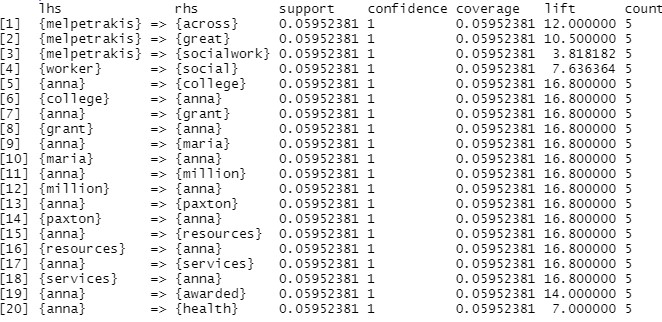 lhs rhs support confidence coverage lift count
[1] {melpetrakis} => {across} 0.05952381 1 0.05952381 12.000000 5
[2] {melpetrakis} => {great} 0.05952381 1 0.05952381 10.500000 5
[3] {melpetrakis} => {socialwork} 0.05952381 1 0.05952381 3.818182 5
[4] {worker} => {social} 0.05952381 1 0.05952381 7.636364 5
[5] {anna} => {college} 0.05952381 1 0.05952381 16.800000 5
[6] {college} => {anna} 0.05952381 1 0.05952381 16.800000 5
[7] {anna} => {grant} 0.05952381 1 0.05952381 16.800000 5
[8] {grant} => {anna} 0.05952381 1 0.05952381 16.800000 5
[9] {anna} => {maria} 0.05952381 1 0.05952381 16.800000 5
[10] {maria} => {anna} 0.05952381 1 0.05952381 16.800000 5
[11] {anna} => {million} 0.05952381 1 0.05952381 16.800000 5
[12] {million} => {anna} 0.05952381 1 0.05952381 16.800000 5
[13] {anna} => {paxton} 0.05952381 1 0.05952381 16.800000 5
[14] {paxton} => {anna} 0.05952381 1 0.05952381 16.800000 5
[15] {anna} => {resources} 0.05952381 1 0.05952381 16.800000 5
[16] {resources} => {anna} 0.05952381 1 0.05952381 16.800000 5
[17] {anna} => {services} 0.05952381 1 0.05952381 16.800000 5
[18] {services} => {anna} 0.05952381 1 0.05952381 16.800000 5
[19] {anna} => {awarded} 0.05952381 1 0.05952381 14.000000 5
[20] {anna} => {health} 0.05952381 1 0.05952381 7.000000 5